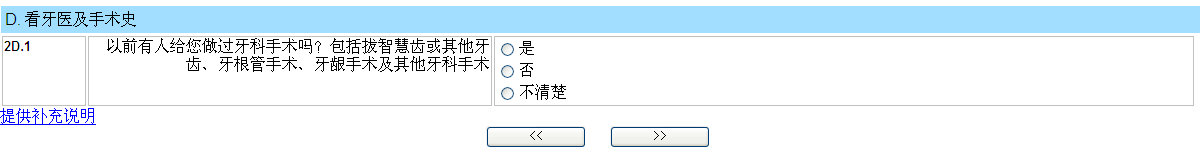 D. 看牙医及手术史
2D.1
以前有人给您做过牙科手术吗？包括拔智慧齿或其他牙
齿、牙根管手术、牙龈手术及其他牙科手术
是
否
不清楚
提供补充说明
<< >>